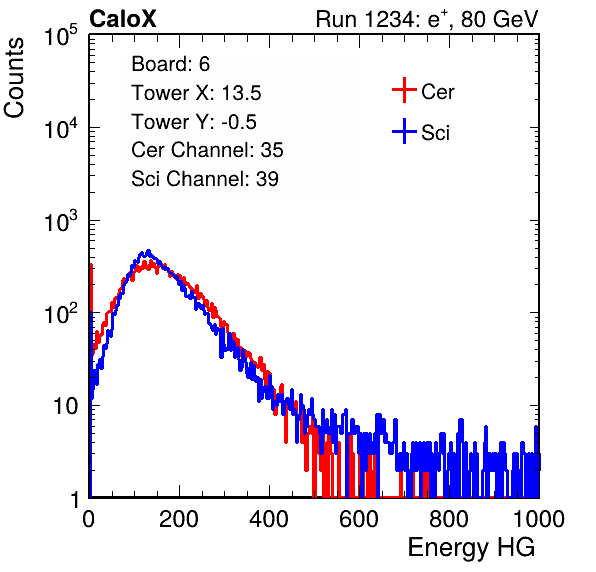 CaloX Run 1234: e⁺, 80 GeV
Counts
10⁵
10⁴
10³
10²
10
1
Board: 6
Tower X: 13.5
Tower Y: -0.5
Cer Channel: 35
Sci Channel: 39
Cer
Sci
0 200 400 600 800 1000
Energy HG